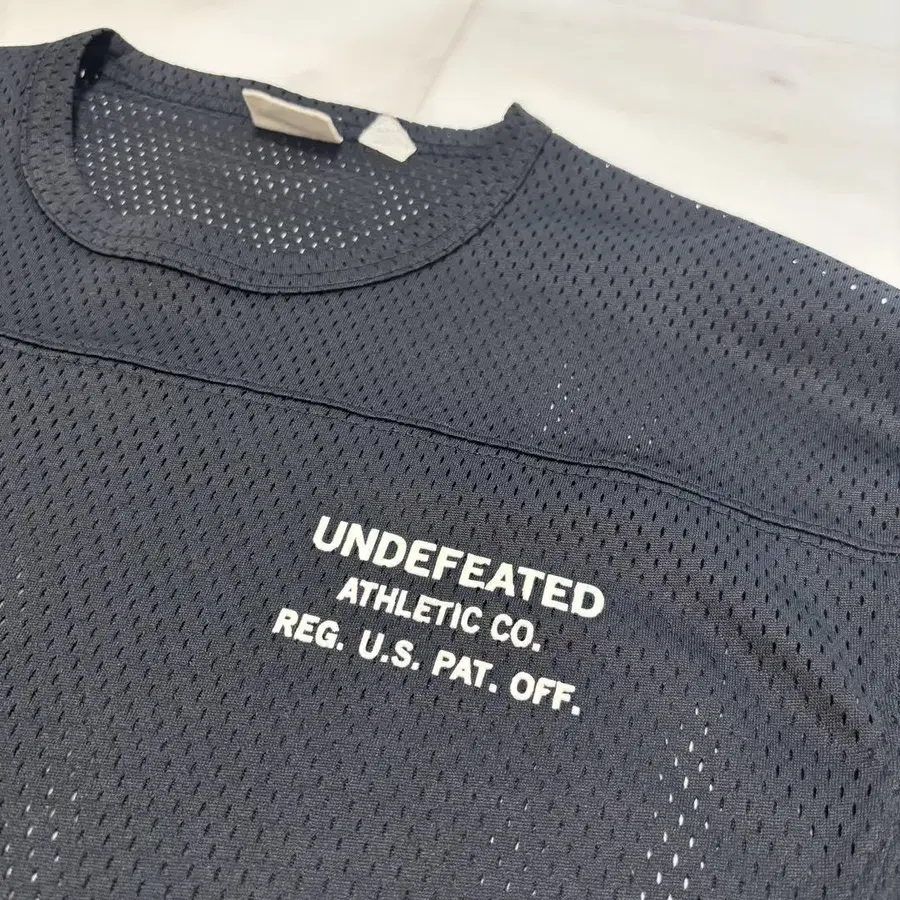 UNDEFEATED
ATHLETIC CO.
REG. U.S. PAT. OFF.